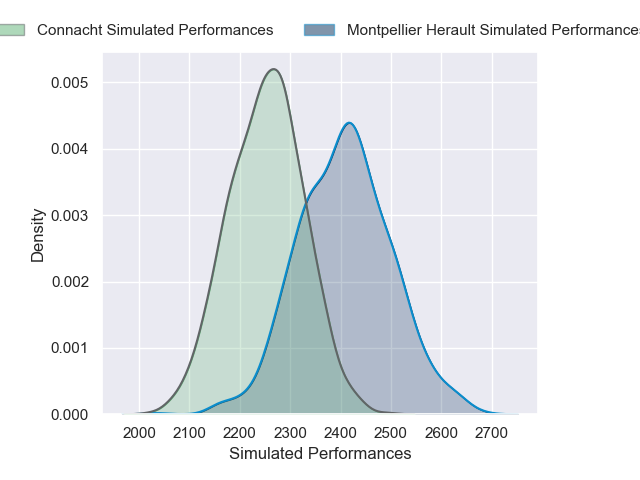 Connacht Simulated Performances Montpellier Herault Simulated Performances
0.005
0.004
0.003
0.002
0.001
0.000
Density
2000 2100 2200 2300 2400 2500 2600 2700
Simulated Performances